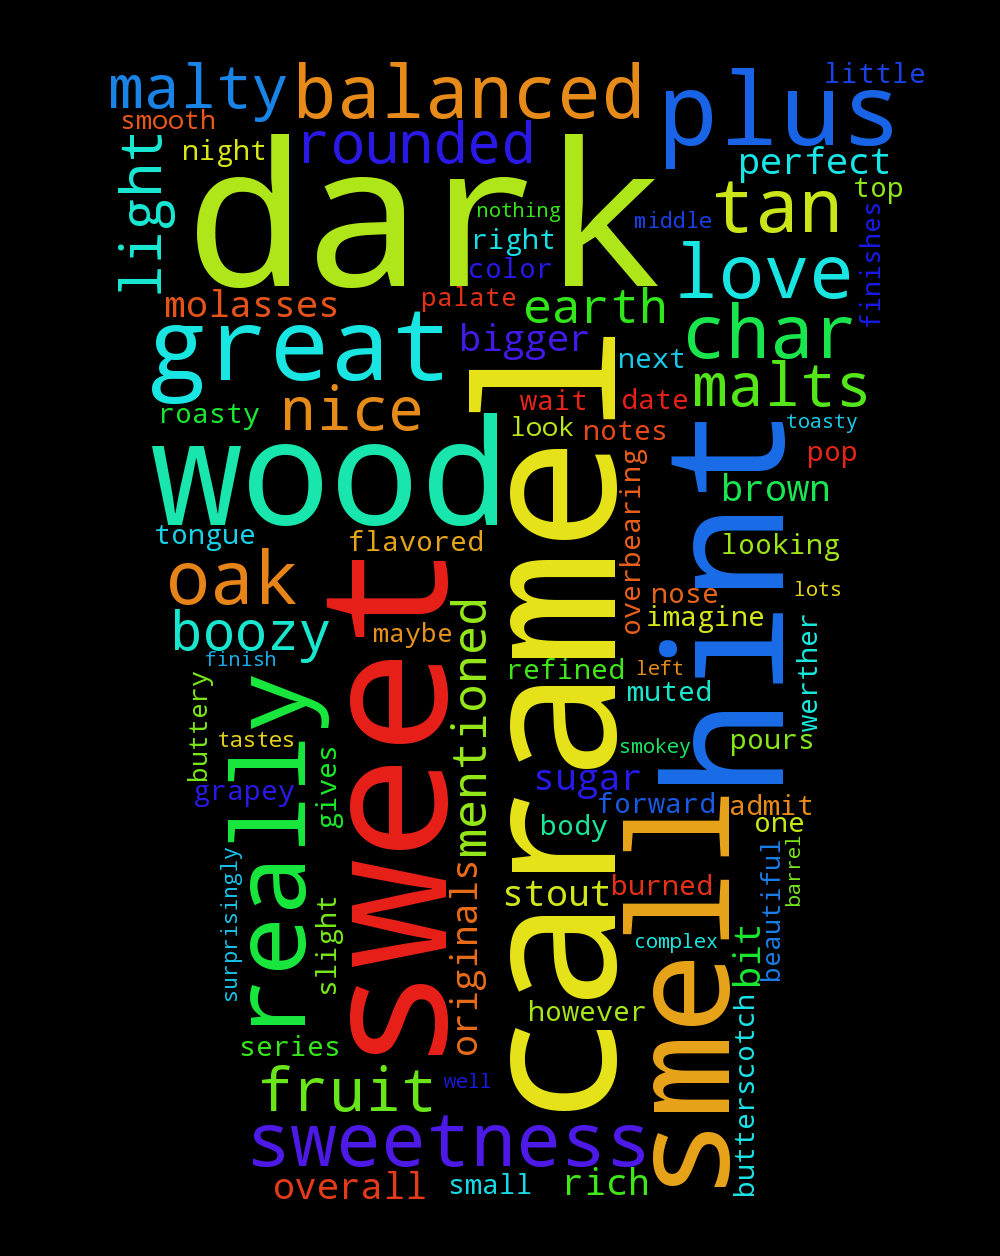 malty
balanced
plus
little
smooth
rounded
night
light
dark
perfect
tan
top
nothing
middle
right
color
love
finishes
molasses
palate
earth
great
bigger
char
next
malts
nice
roasty
wait
date
look
notes
toasty
pop
wood
caramel
hint
overbearing
brown
tongue
flavored
looking
oak
sweet
nose
lots
imagine
boozy
maybe
mentioned
finish
refined
left
werther
muted
buttery
really
tastes
smokey
pours
gives
grapey
sugar
forward
admit
smell
body
one
surprisingly
slight
originals
stout
burned
beautiful
barrel
complex
bit
however
series
butterscotch
fruit
well
sweetness
overall
small
rich